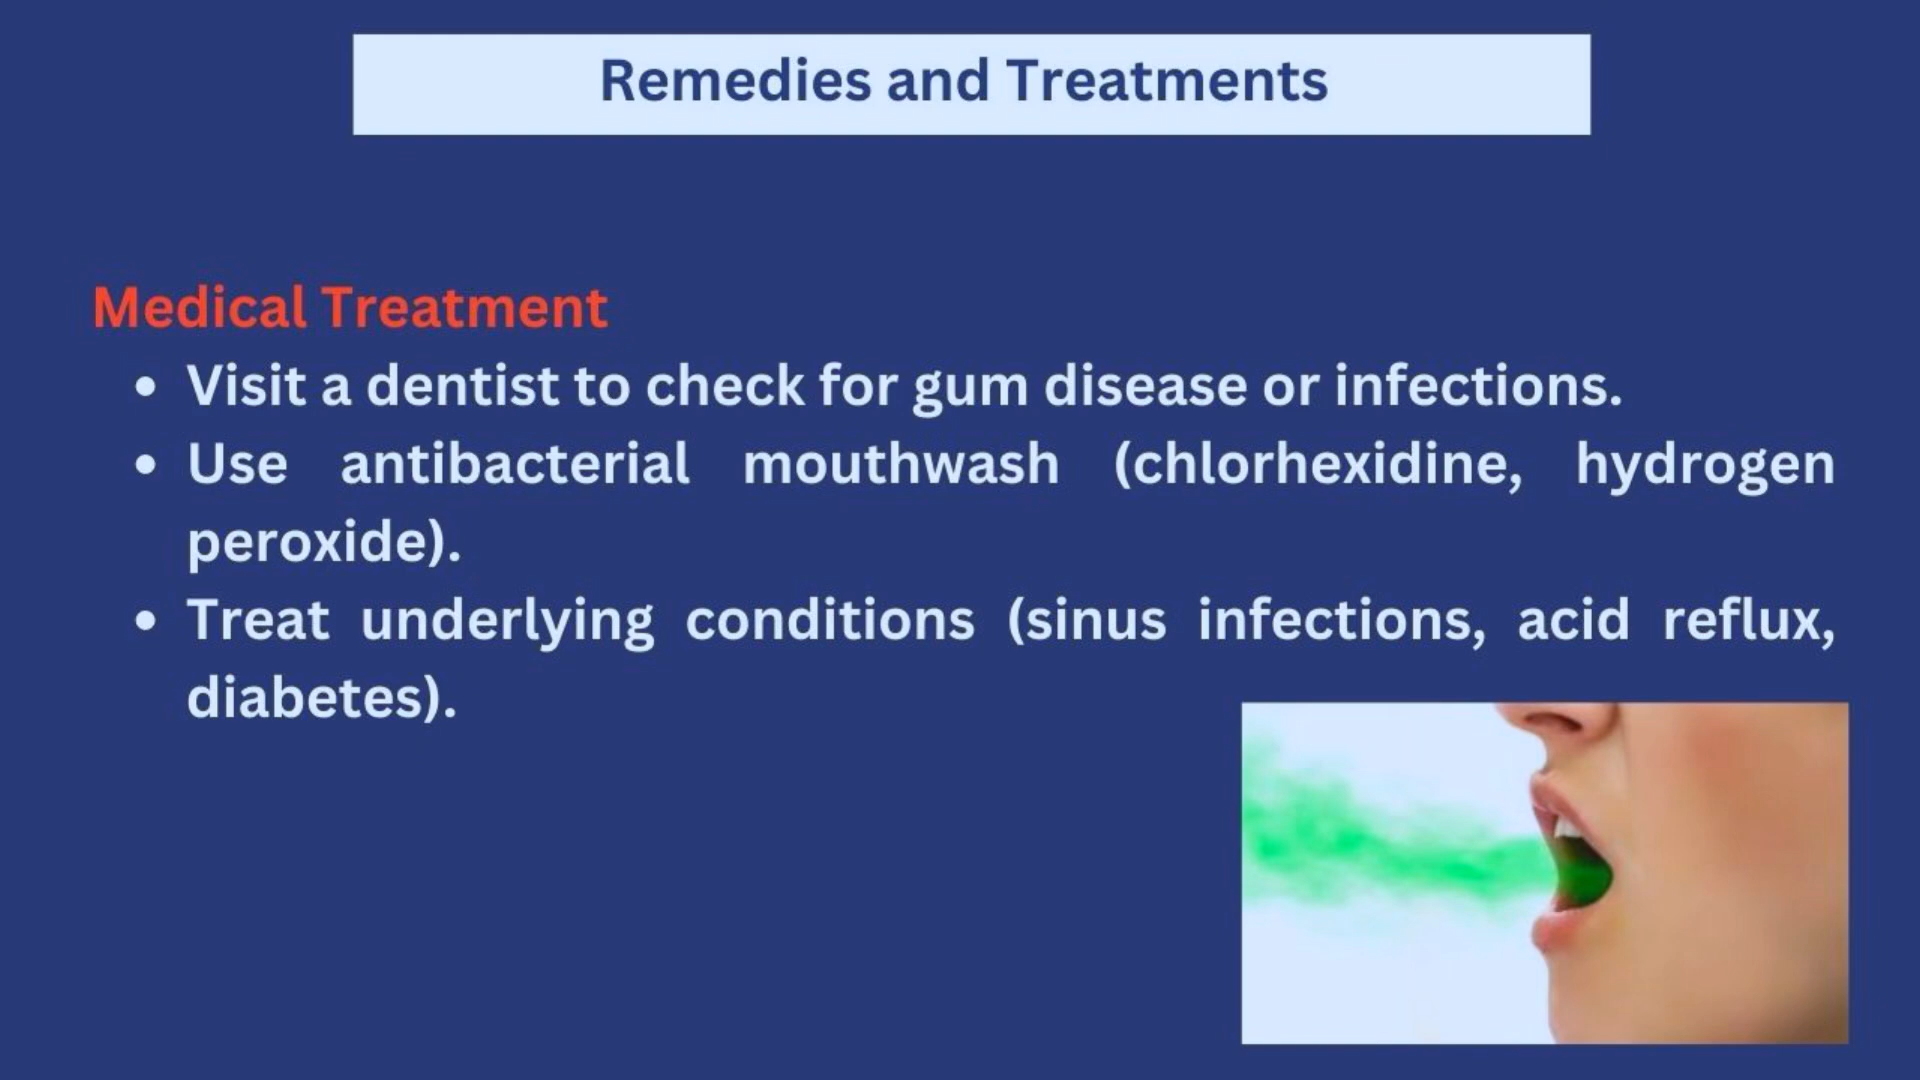 Remedies and Treatments
Medical Treatment
• Visit a dentist to check for gum disease or infections.
• Use antibacterial mouthwash (chlorhexidine, hydrogen
peroxide).
• Treat underlying conditions (sinus infections, acid reflux,
diabetes).